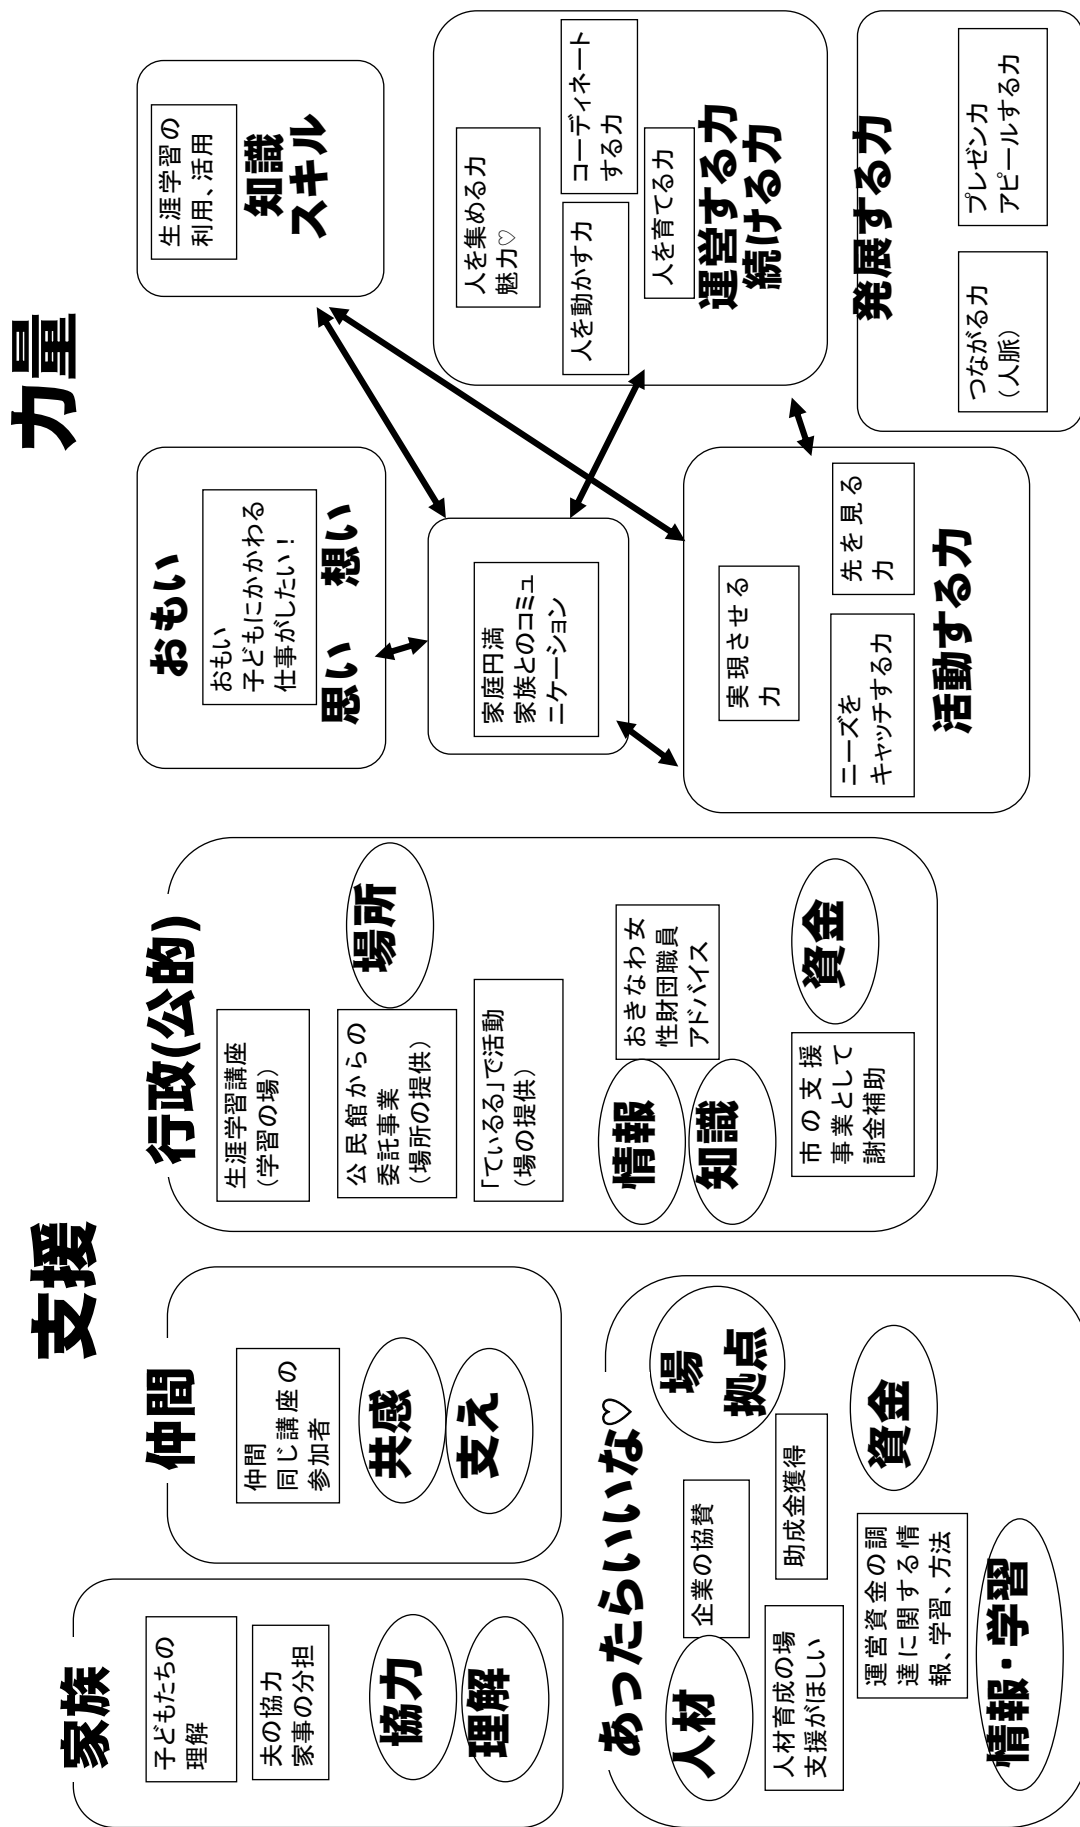 支援
家族
子どもたちの
理解
夫の協力
家事の分担
協力
理解
仲間
仲間
同じ講座の
参加者
共感
支え
行政(公的)
生涯学習講座
（学習の場）
公民館からの
委託事業
（場所の提供）
場所
「ているる」で活動
（場の提供）
情報
知識
おきなわ女
性財団職員
アドバイス
市の支援
事業として
謝金補助
資金
あったらいいな♡
人材
企業の協賛
場
拠点
人材育成の場
支援がほしい
助成金獲得
運営資金の調
達に関する情
報、学習、方法
資金
情報・学習
力量
おもい
おもい
子どもにかかわる
仕事がしたい！
思い 想い
生涯学習の
利用、活用
知識
スキル
家庭円満
家族とのコミュ
ニケーション
人を集める力
魅力♡
人を動かす力
コーディネート
する力
人を育てる力
運営する力
続ける力
実現させる
力
ニーズを
キャッチする力
先を見る
力
活動する力
発展する力
つながる力
（人脈）
プレゼン力
アピールする力